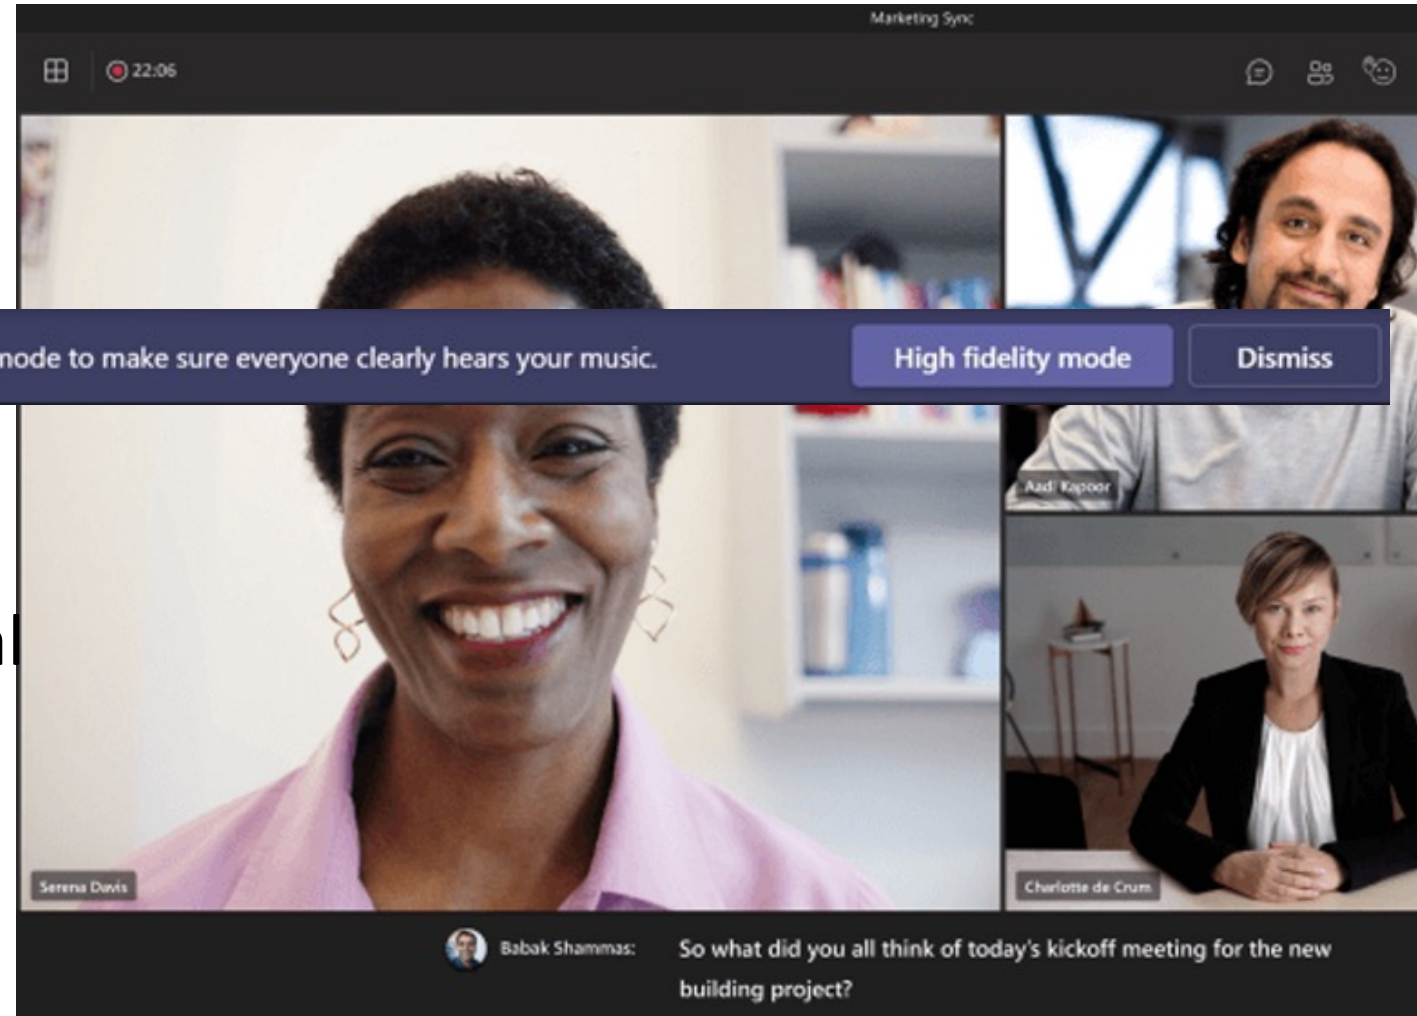 Marketing Sync
22:06
mode to make sure everyone clearly hears your music.
High fidelity mode
Dismiss
Aadi Kapoor
Serena Davis
Charlotte de Crum
Babak Shammas:
So what did you all think of today's kickoff meeting for the new
building project?